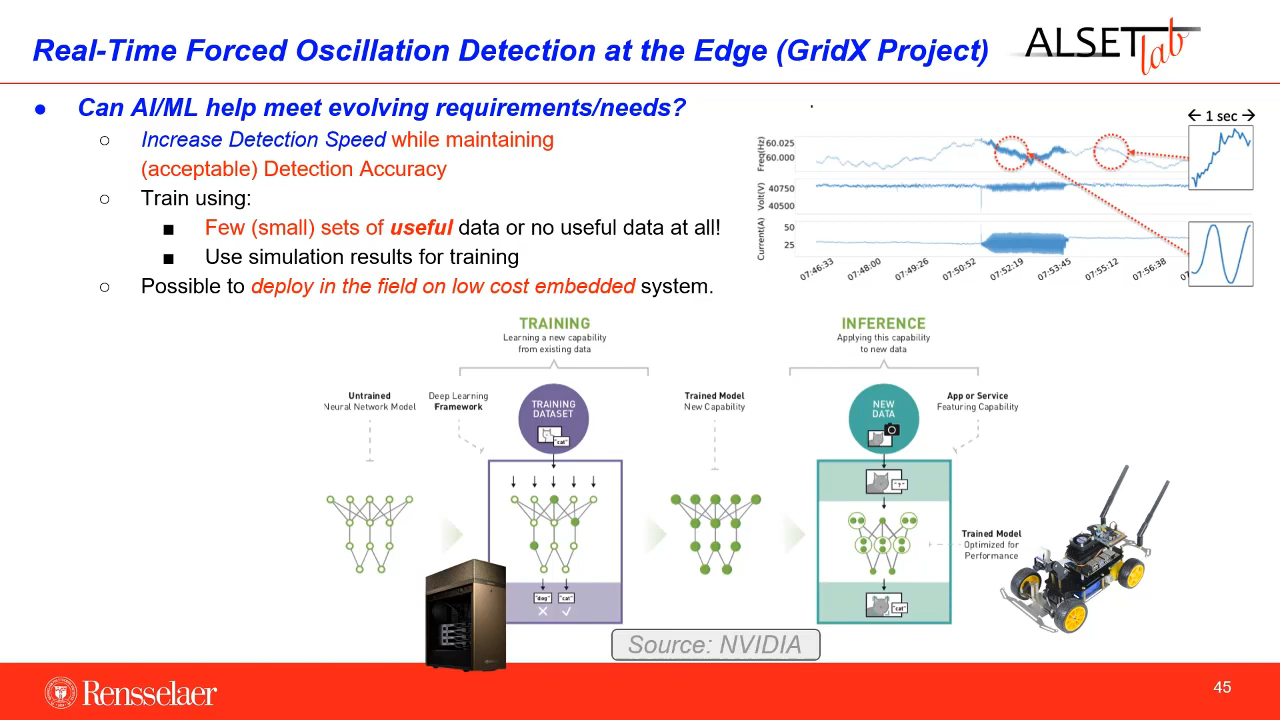 Real-Time Forced Oscillation Detection at the Edge (GridX Project)
ALSET lab
● Can AI/ML help meet evolving requirements/needs?
○ Increase Detection Speed while maintaining
(acceptable) Detection Accuracy
○ Train using:
■ Few (small) sets of useful data or no useful data at all!
■ Use simulation results for training
○ Possible to deploy in the field on low cost embedded system.
1 sec
Freq(Hz)
60.025
60.000
Volt(V)
40750
40500
Current(A)
50
25
07:46:33
07:48:00
07:49:26
07:50:52
07:52:19
07:53:45
07:55:12
07:56:38
TRAINING
Learning a new capability
from existing data
INFERENCE
Applying this capability
to new data
Untrained
Neural Network Model
Deep Learning
Framework
TRAINING
DATASET
"cat"
Trained Model
New Capability
NEW
DATA
App or Service
Featuring Capability
"?"
Trained Model
Optimized for
Performance
"dog"
"cat"
"cat"
Source: NVIDIA
Rensselaer
45